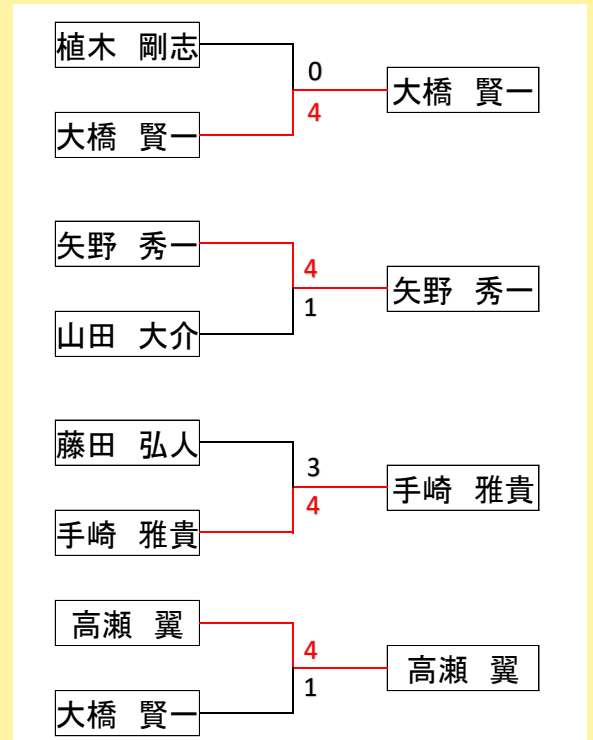 植木　剛志
0
大橋　賢一
4
大橋　賢一
矢野　秀一
4
矢野　秀一
1
山田　大介
藤田　弘人
3
手崎　雅貴
4
手崎　雅貴
高瀬　翼
4
高瀬　翼
1
大橋　賢一